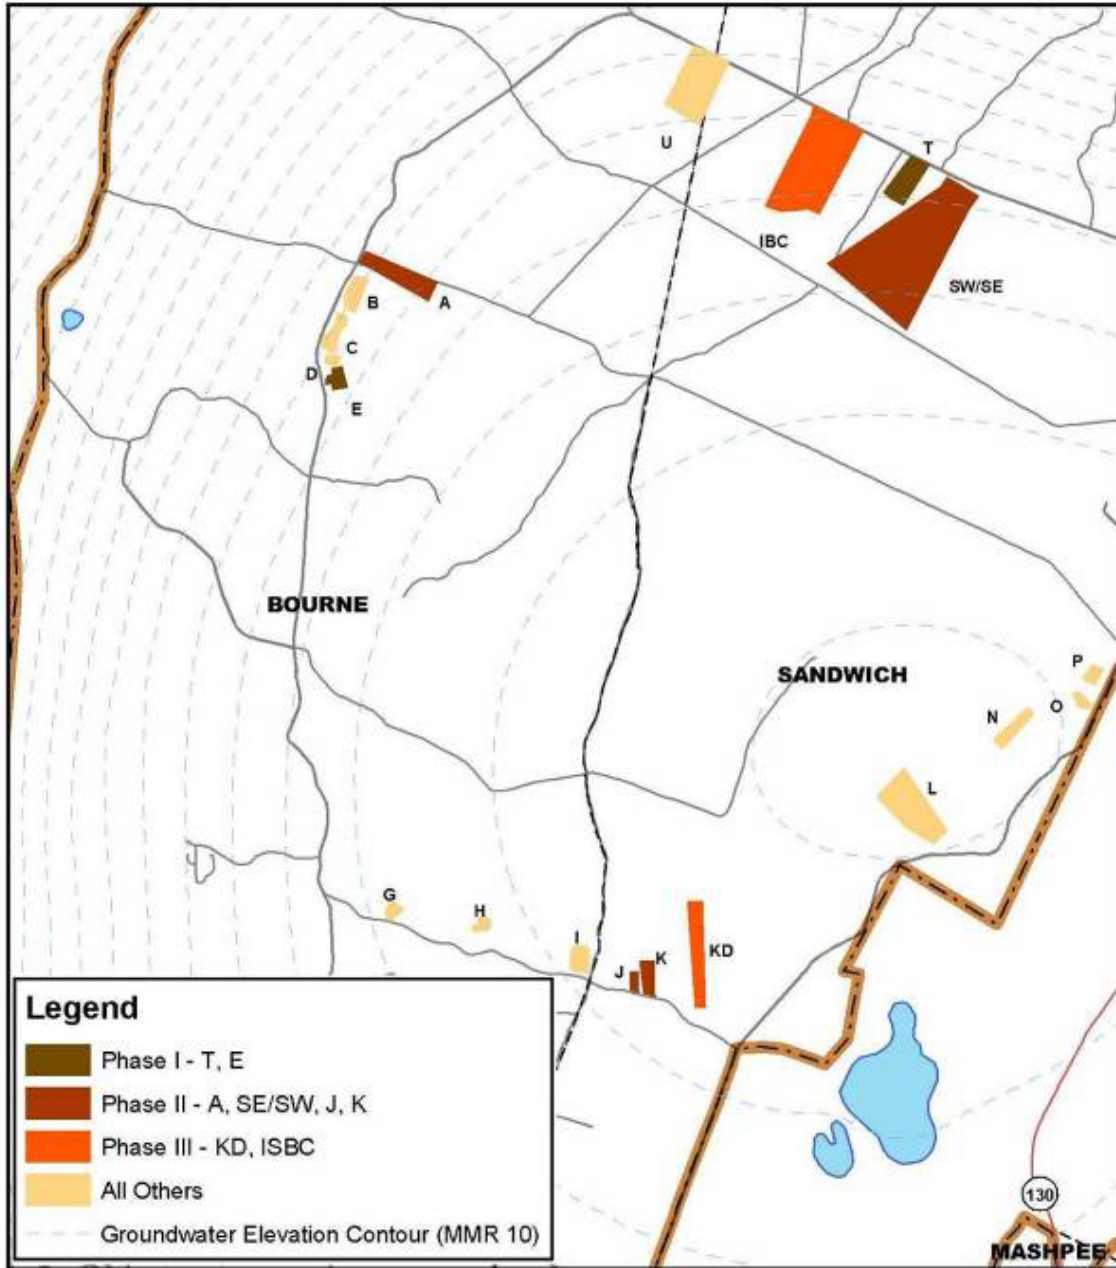 U
T
IBC
SW/SE
A
B
C
D
E
BOURNE
SANDWICH
P
O
N
L
G
H
I
J
K
KD
Legend
Phase I - T, E
Phase II - A, SE/SW, J, K
Phase III - KD, ISBC
All Others
Groundwater Elevation Contour (MMR 10)
130
MASHPEE